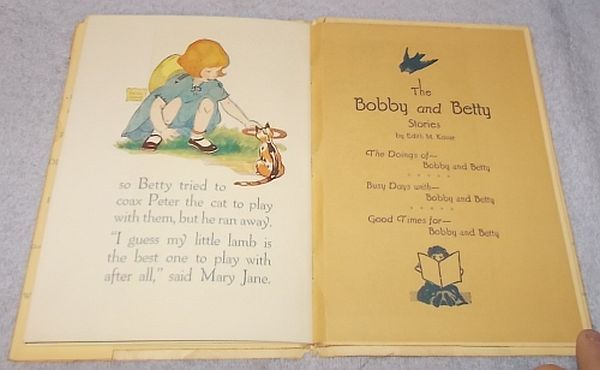 so Betty tried to
coax Peter the cat to play
with them, but he ran away.
"I guess my little lamb is
the best one to play with
after all," said Mary Jane.
The
Bobby and Betty
Stories
by Edith M.
The Doings of—
Bobby and Betty
Busy Days with—
Bobby and Betty
Good Times for—
Bobby and Betty